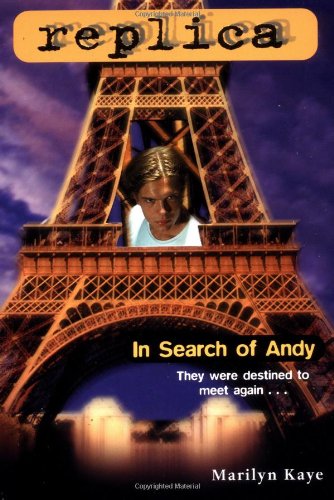 replica
In Search of Andy
They were destined to
meet again . . .
Marilyn Kaye